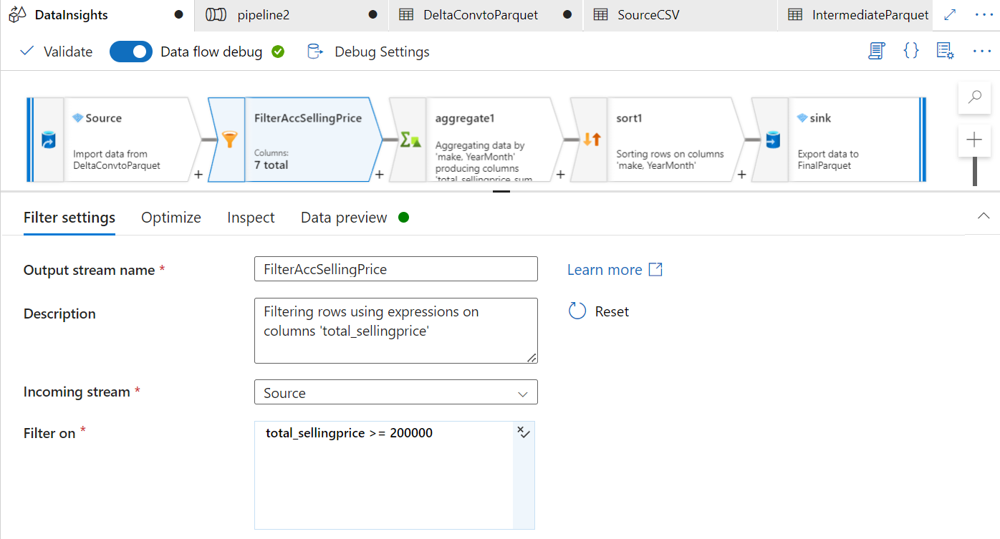 DataInsights
pipeline2
DeltaConvtoParquet
SourceCSV
IntermediateParquet
Validate
Data flow debug
Debug Settings
Source
Import data from
DeltaConvtoParquet
+
FilterAccSellingPrice
Columns:
7 total
+
aggregate1
Aggregating data by
'make, YearMonth'
producing columns
'total_sellingprice_sum,
+
sort1
Sorting rows on columns
'make, YearMonth'
+
sink
Export data to
FinalParquet
Filter settings
Optimize
Inspect
Data preview
Output stream name *
FilterAccSellingPrice
Learn more
Description
Filtering rows using expressions on
columns 'total_sellingprice'
Reset
Incoming stream *
Source
Filter on *
total_sellingprice >= 200000